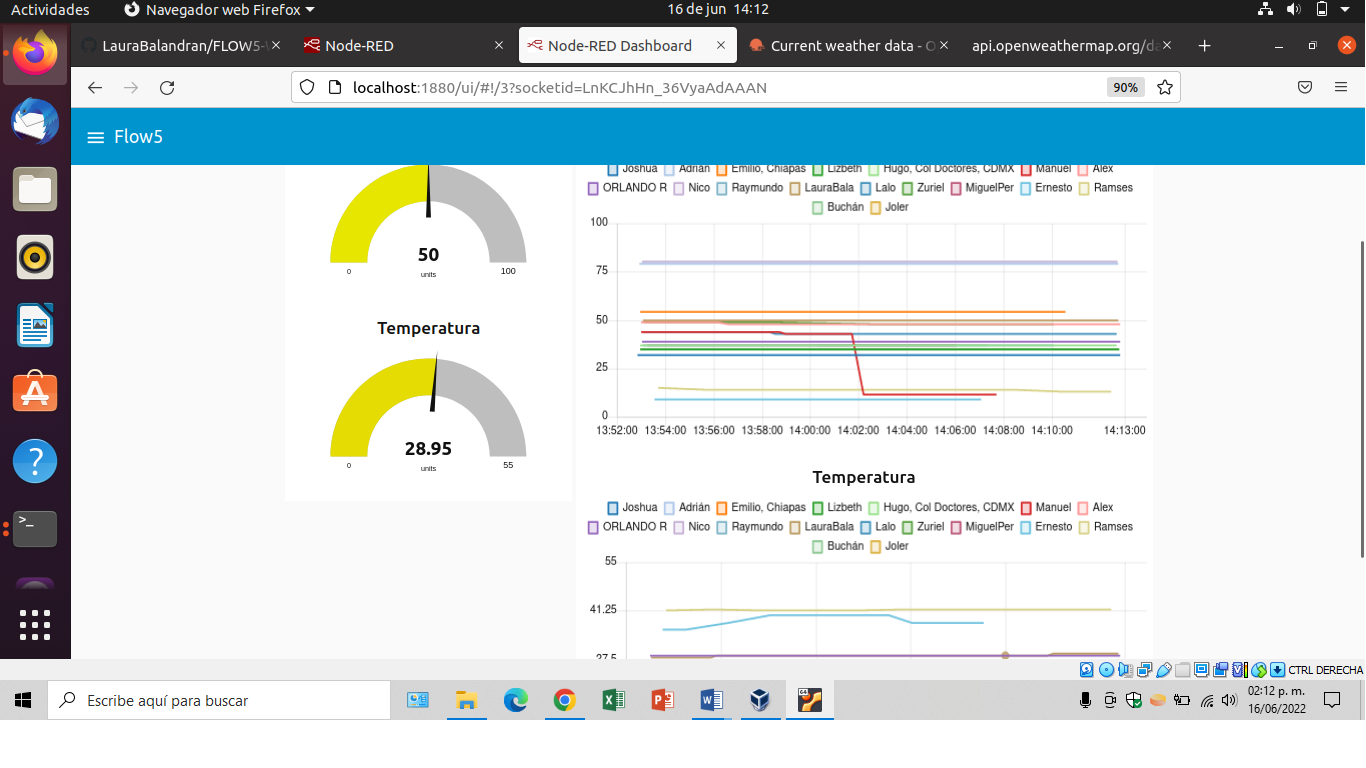 Actividades
Navegador web Firefox
16 de jun 14:12
LauraBalandran/FLOW5-
Node-RED
Node-RED Dashboard
Current weather data - O
api.openweathermap.org/da
localhost:1880/ui/#!/3?socketid=LnKCJhHn_36VyaAdAAAN
90%
Flow5
50
units
0
100
Temperatura
28.95
units
0
55
Joshua Adrián Emilio, Chiapas Lizbeth Hugo, Col Doctores, CDMX Manuel Alex
ORLANDO R Nico Raymundo LauraBala Lalo Zuriel MiguelPer Ernesto Ramses
Buchán Joler
100
75
50
25
0
13:52:00 13:54:00 13:56:00 13:58:00 14:00:00 14:02:00 14:04:00 14:06:00 14:08:00 14:10:00 14:13:00
Temperatura
Joshua Adrián Emilio, Chiapas Lizbeth Hugo, Col Doctores, CDMX Manuel Alex
ORLANDO R Nico Raymundo LauraBala Lalo Zuriel MiguelPer Ernesto Ramses
Buchán Joler
55
41.25
27.5
CTRL DERECHA
Escribe aquí para buscar
64
02:12 p. m.
16/06/2022